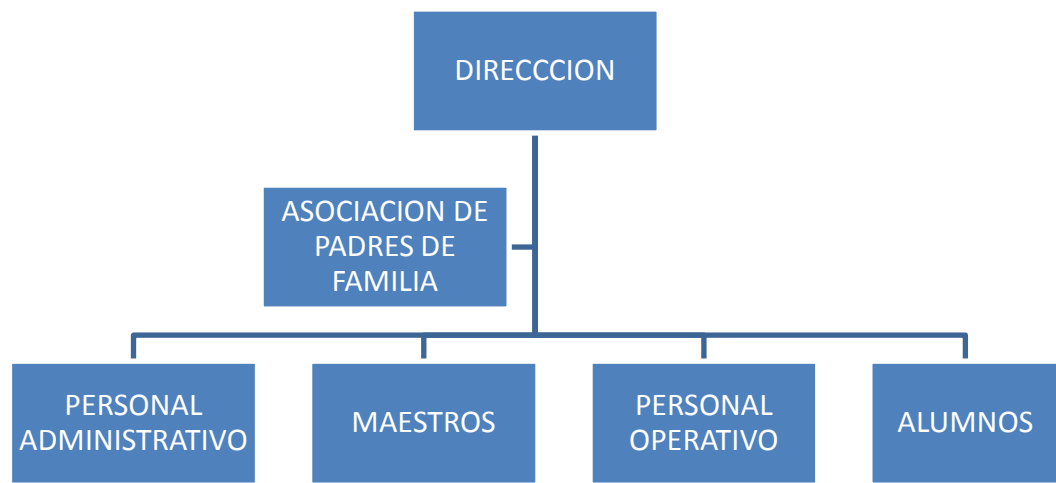 DIRECCCION
ASOCIACION DE
PADRES DE
FAMILIA
PERSONAL
ADMINISTRATIVO
MAESTROS
PERSONAL
OPERATIVO
ALUMNOS